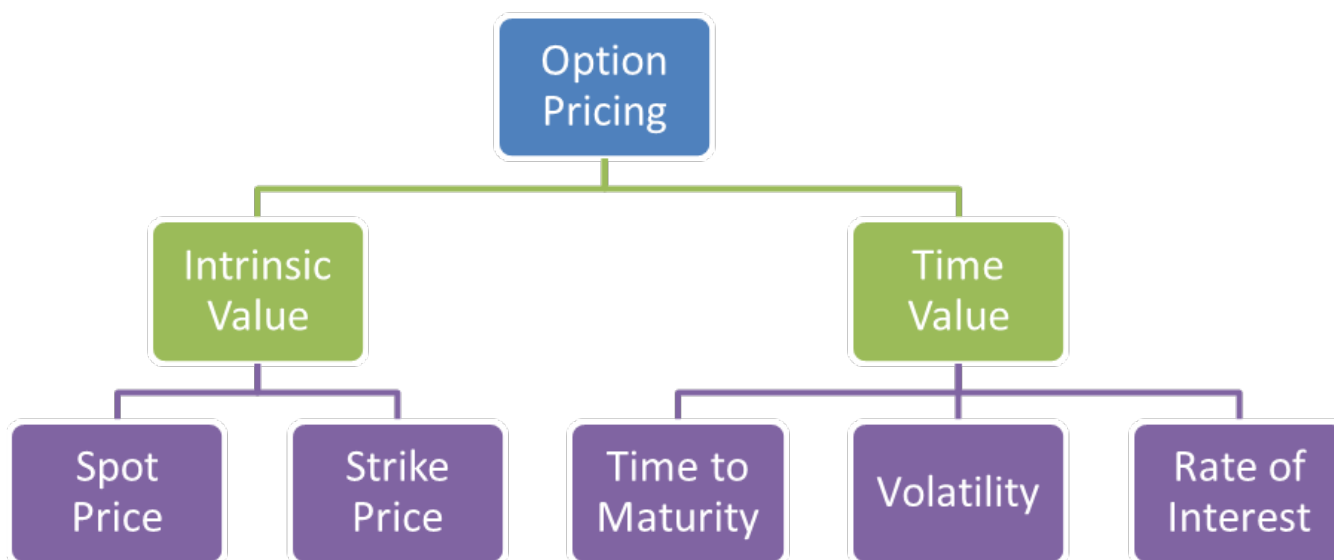 Option
Pricing
Intrinsic
Value
Time
Value
Spot
Price
Strike
Price
Time to
Maturity
Volatility
Rate of
Interest